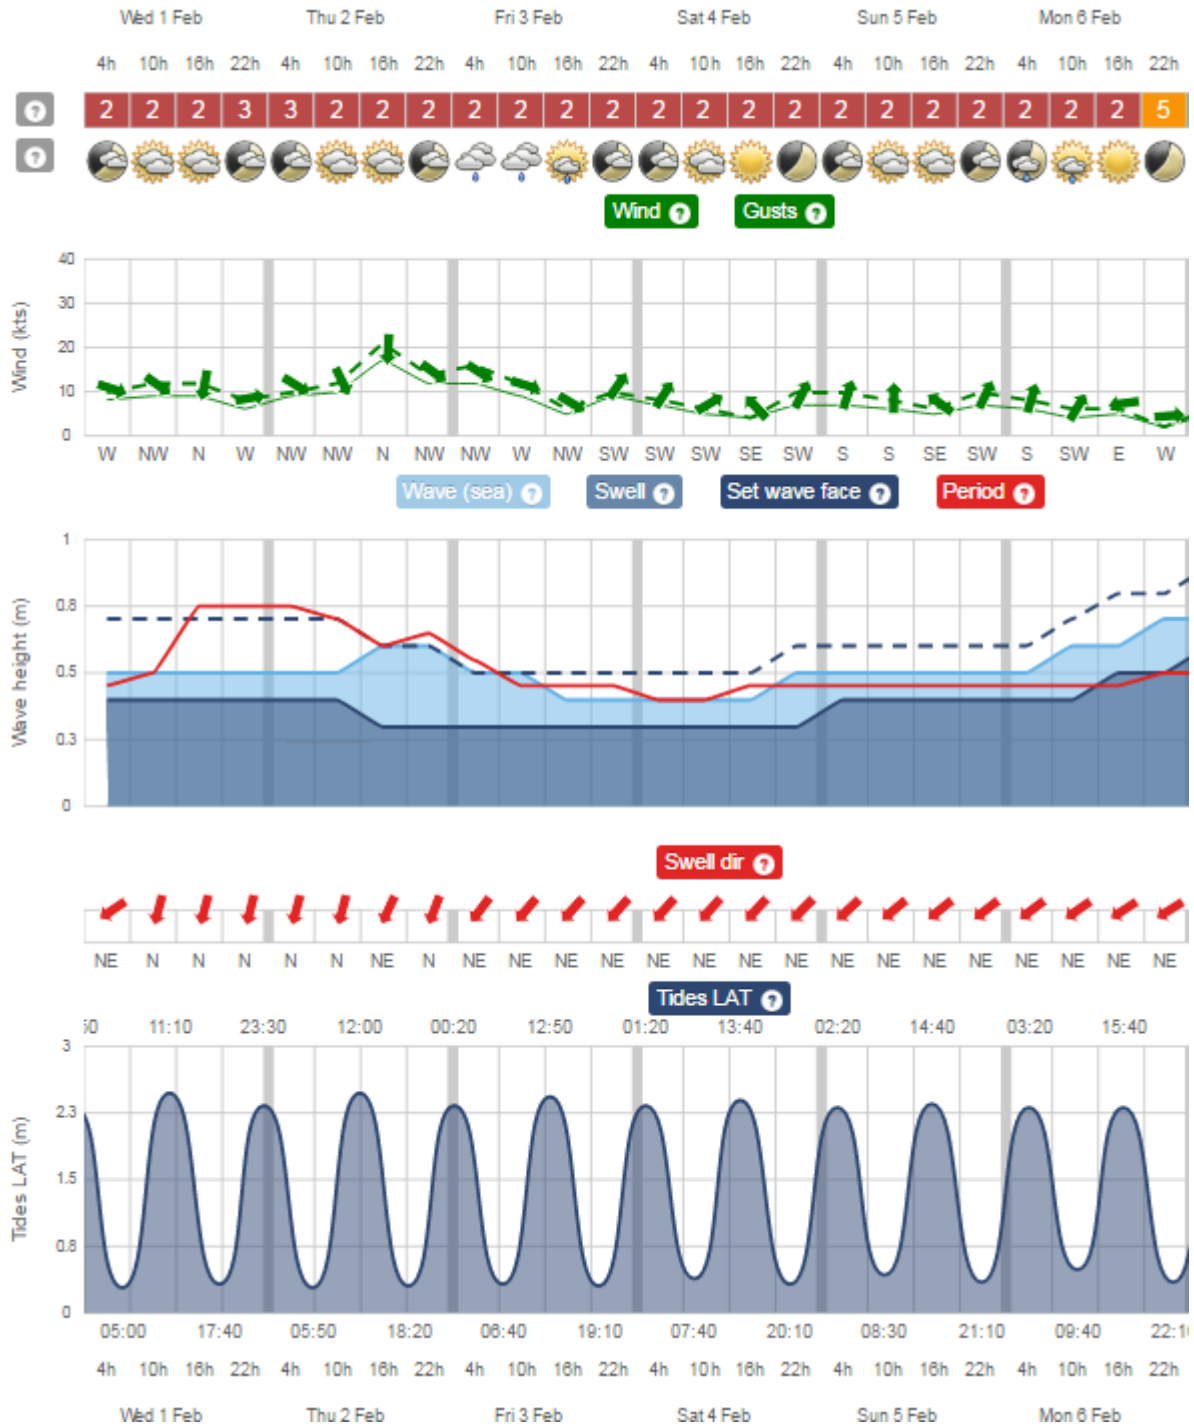 Wed 1 Feb Thu 2 Feb Fri 3 Feb Sat 4 Feb Sun 5 Feb Mon 6 Feb
4h 10h 16h 22h 4h 10h 16h 22h 4h 10h 16h 22h 4h 10h 16h 22h 4h 10h 16h 22h 4h 10h 16h 22h
? 2 2 2 3 3 2 2 2 2 2 2 2 2 2 2 2 2 2 2 2 2 2 2 5
?
Wind ? Gusts ?
Wind (kts)
40
30
20
10
0
W NW N W NW NW N NW NW W NW SW SW SW SE SW S S SE SW S SW E W
Wave (sea) ? Swell ? Set wave face ? Period ?
Wave height (m)
1
0.8
0.5
0.3
0
Swell dir ?
NE N N N N N NE N NE NE NE NE NE NE NE NE NE NE NE NE NE NE NE NE
Tides LAT ?
50 11:10 23:30 12:00 00:20 12:50 01:20 13:40 02:20 14:40 03:20 15:40
Tides LAT (m)
3
2.3
1.5
0.8
0
05:00 17:40 05:50 18:20 06:40 19:10 07:40 20:10 08:30 21:10 09:40 22:1
4h 10h 16h 22h 4h 10h 16h 22h 4h 10h 16h 22h 4h 10h 16h 22h 4h 10h 16h 22h 4h 10h 16h 22h
Wed 1 Feb Thu 2 Feb Fri 3 Feb Sat 4 Feb Sun 5 Feb Mon 6 Feb